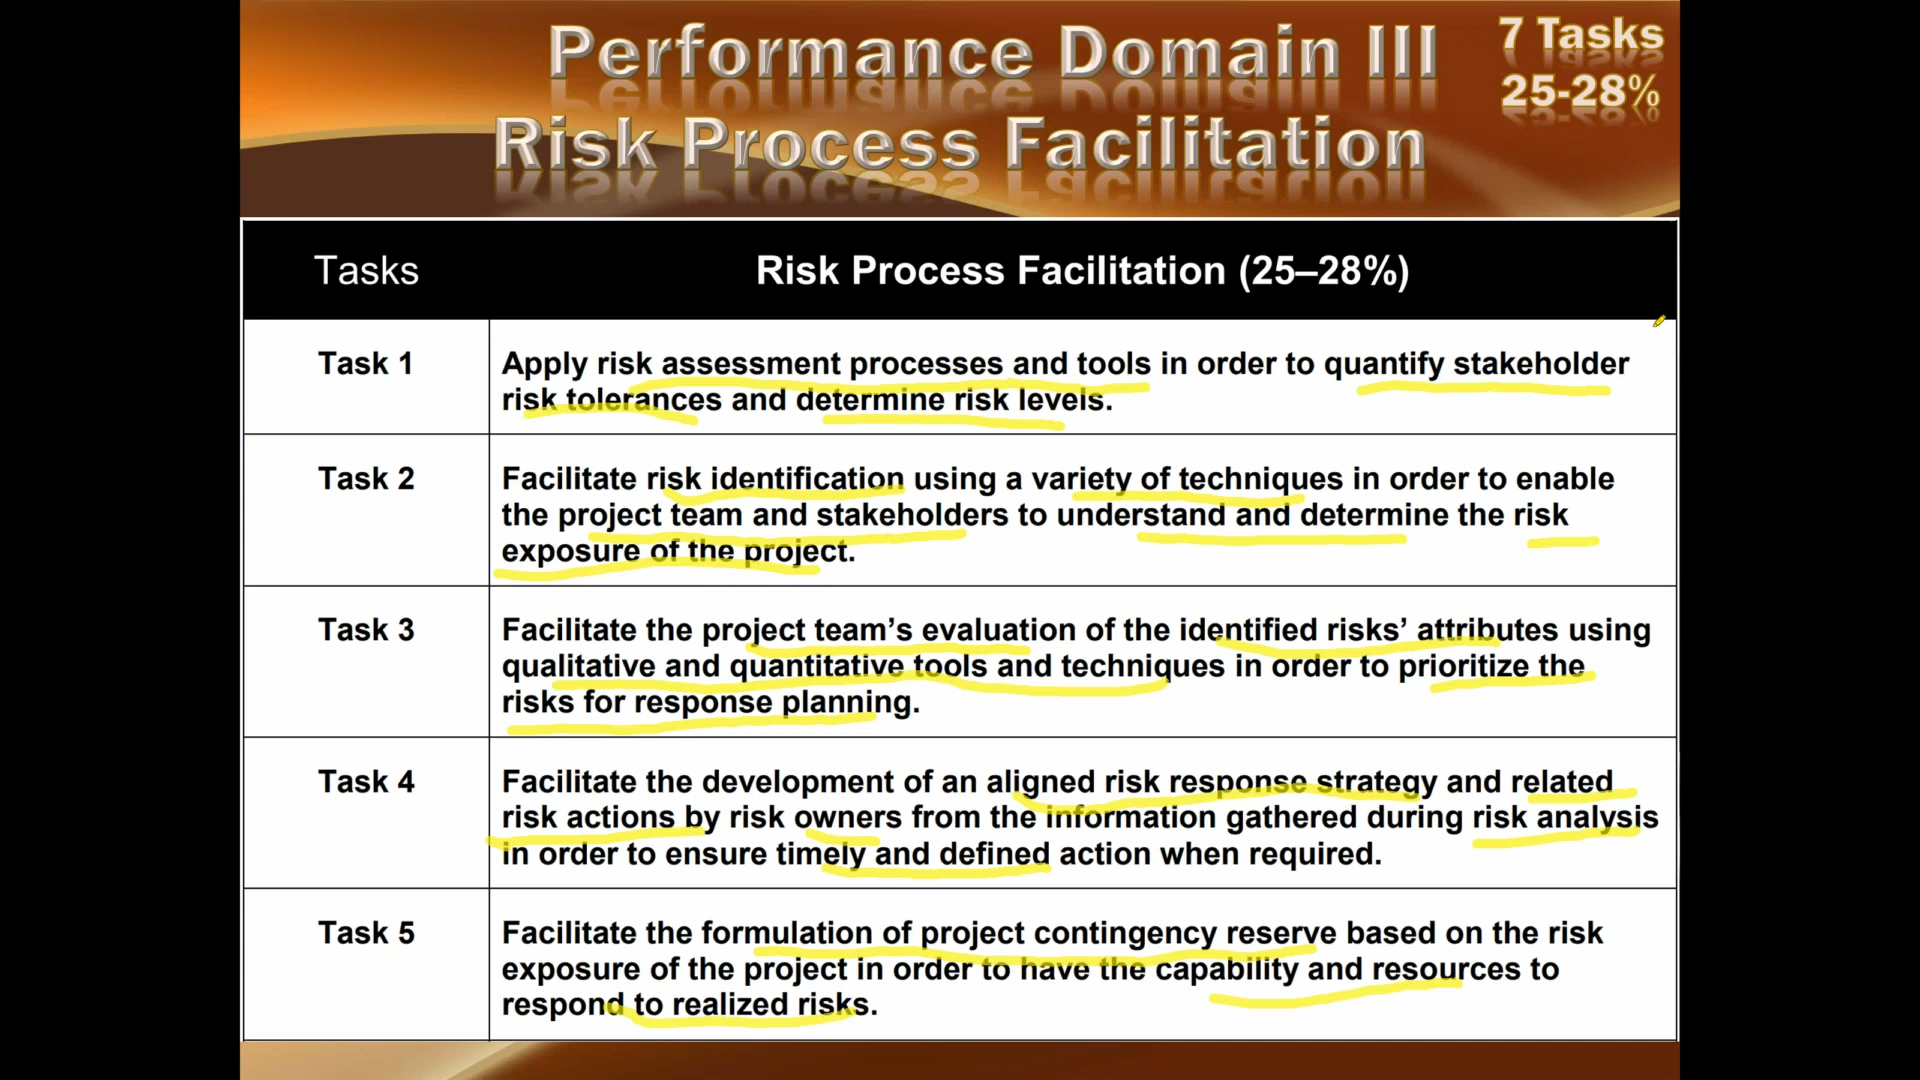 Performance Domain III
Risk Process Facilitation
7 Tasks
25-28%
Tasks
Risk Process Facilitation (25–28%)
Task 1
Apply risk assessment processes and tools in order to quantify stakeholder
risk tolerances and determine risk levels.
Task 2
Facilitate risk identification using a variety of techniques in order to enable
the project team and stakeholders to understand and determine the risk
exposure of the project.
Task 3
Facilitate the project team’s evaluation of the identified risks’ attributes using
qualitative and quantitative tools and techniques in order to prioritize the
risks for response planning.
Task 4
Facilitate the development of an aligned risk response strategy and related
risk actions by risk owners from the information gathered during risk analysis
in order to ensure timely and defined action when required.
Task 5
Facilitate the formulation of project contingency reserve based on the risk
exposure of the project in order to have the capability and resources to
respond to realized risks.